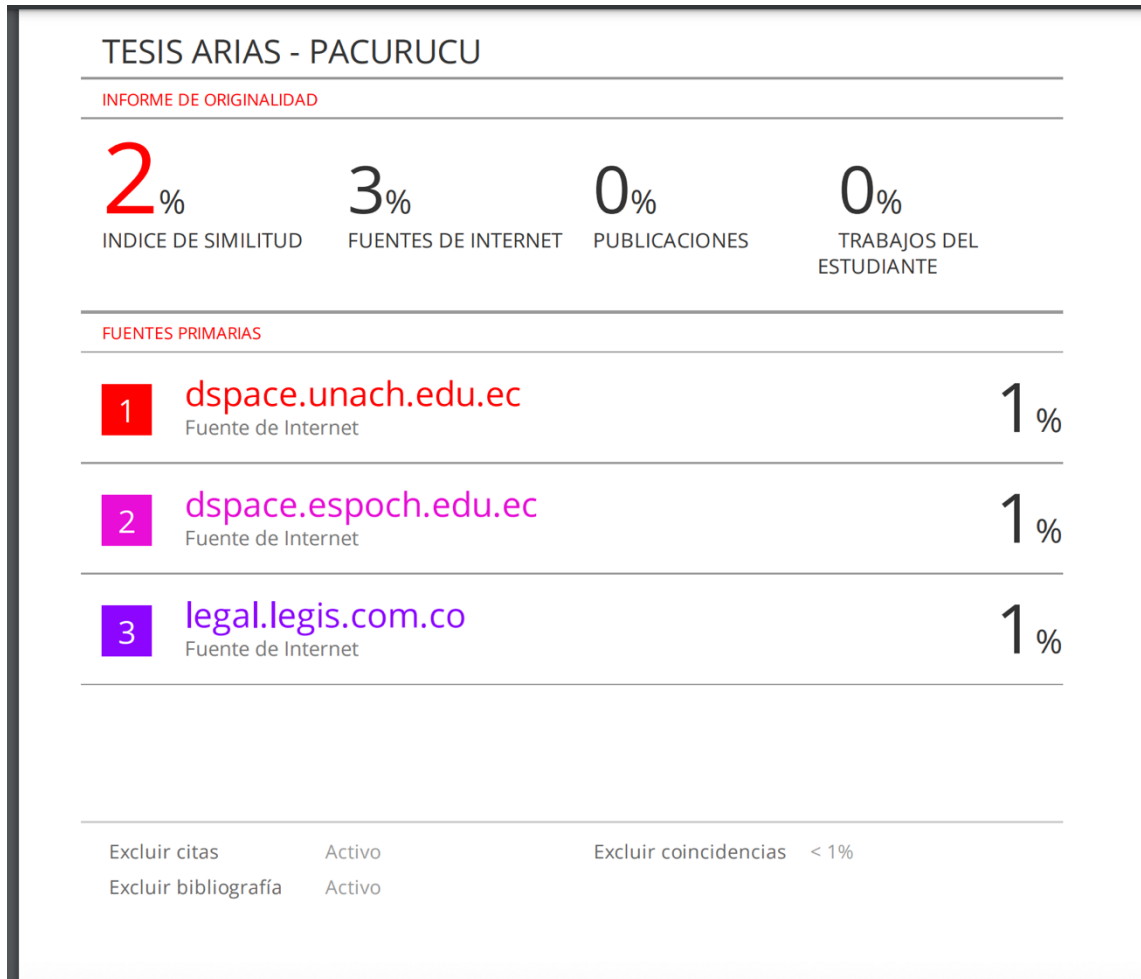 TESIS ARIAS - PACURUCU
INFORME DE ORIGINALIDAD
2% 3% 0% 0%
INDICE DE SIMILITUD FUENTES DE INTERNET PUBLICACIONES TRABAJOS DEL
ESTUDIANTE
FUENTES PRIMARIAS
1 dspace.unach.edu.ec 1%
Fuente de Internet
2 dspace.espoch.edu.ec 1%
Fuente de Internet
3 legal.legis.com.co 1%
Fuente de Internet
Excluir citas Activo Excluir coincidencias < 1%
Excluir bibliografía Activo